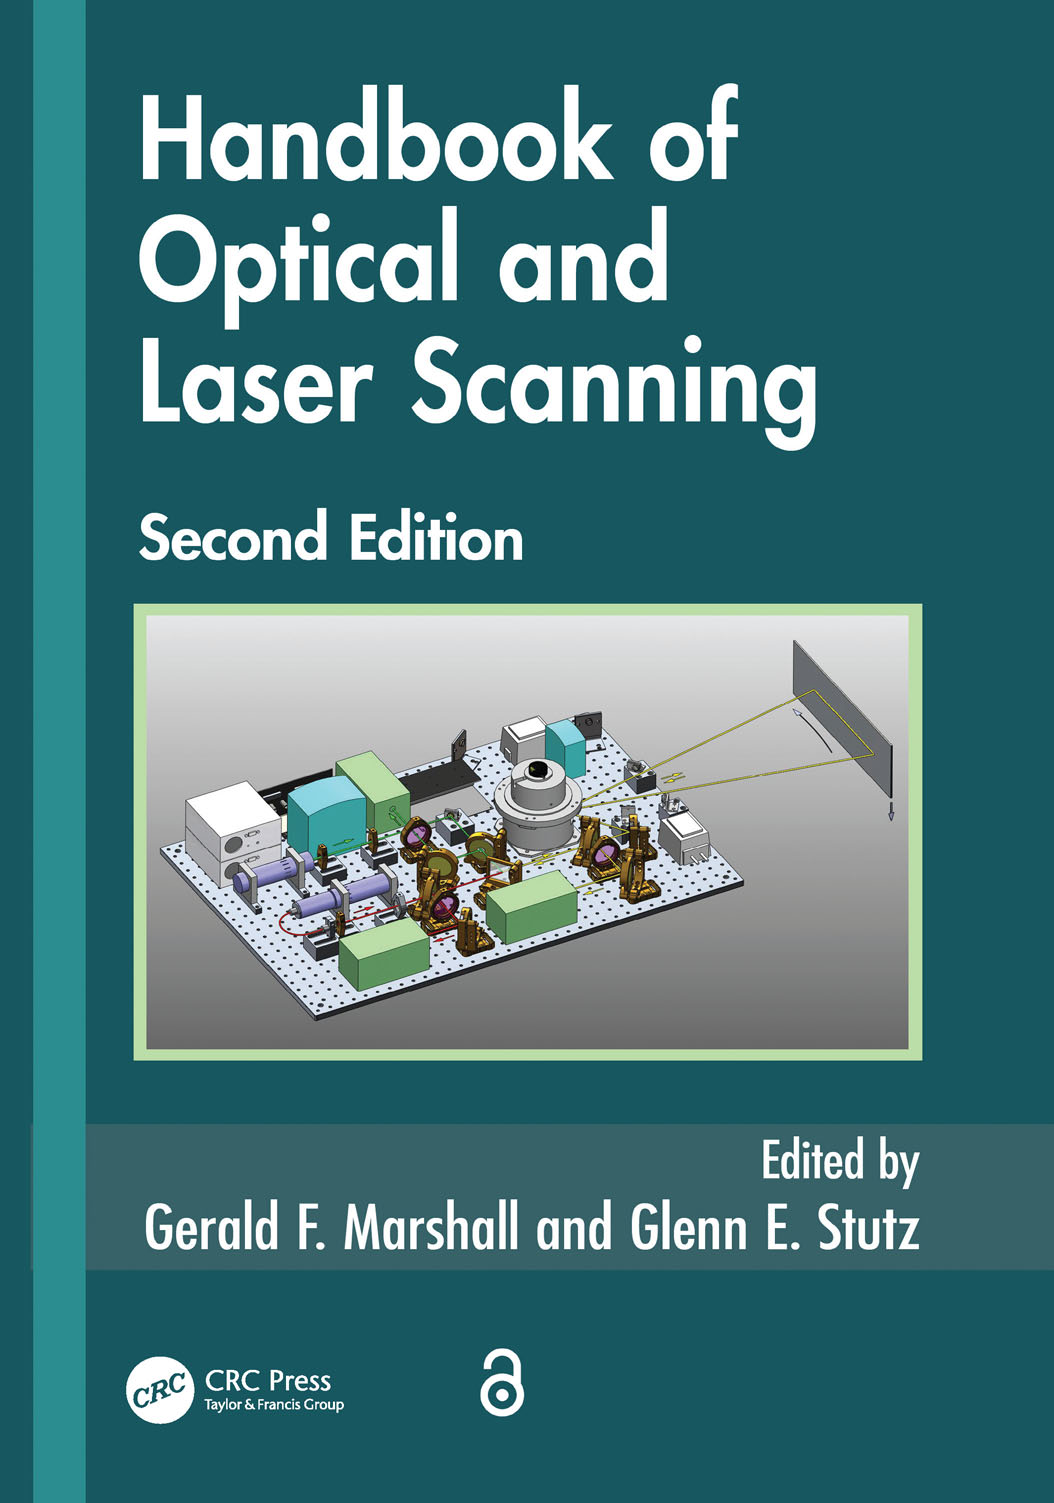 Handbook of
Optical and
Laser Scanning
Second Edition
Edited by
Gerald F. Marshall and Glenn E. Stutz
CRC
CRC Press
Taylor & Francis Group